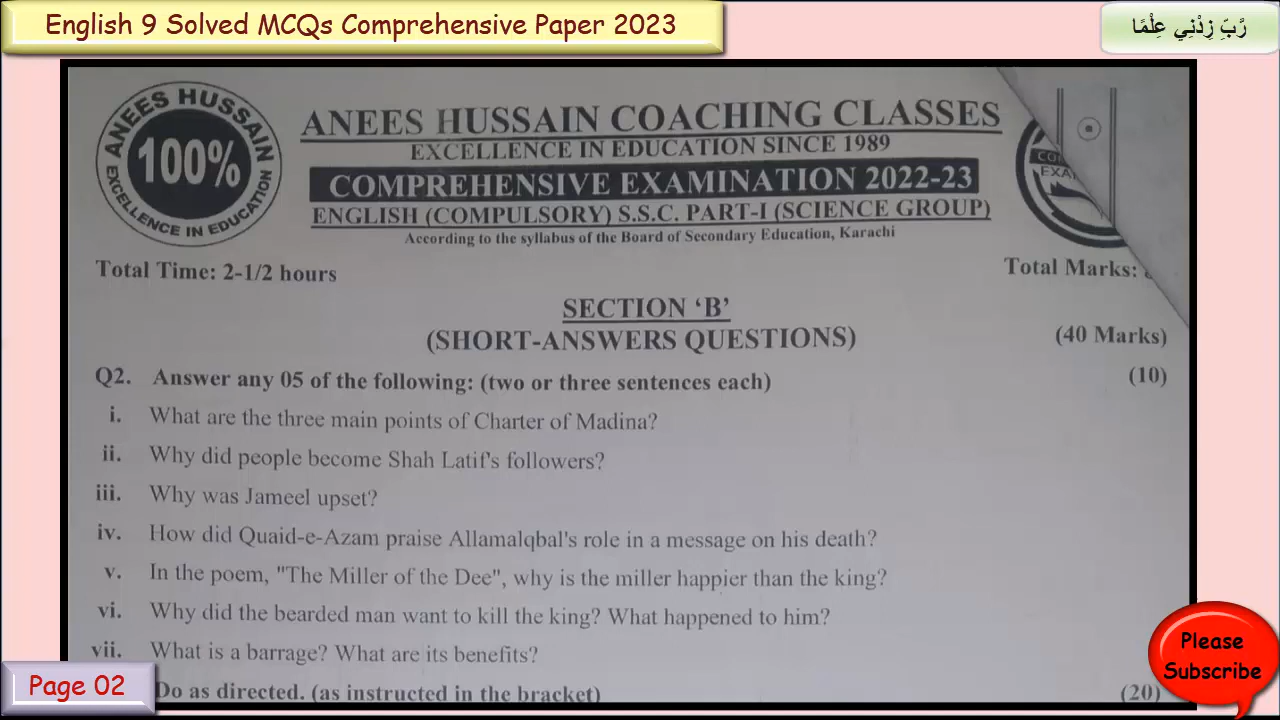 English 9 Solved MCQs Comprehensive Paper 2023
رَّبِّ زِدْنِي عِلْمًا
ANEES HUSSAIN
100%
EXCELLENCE IN EDUCATION
ANEES HUSSAIN COACHING CLASSES
EXCELLENCE IN EDUCATION SINCE 1989
COMPREHENSIVE EXAMINATION 2022-23
ENGLISH (COMPULSORY) S.S.C. PART-I (SCIENCE GROUP)
According to the syllabus of the Board of Secondary Education, Karachi
Total Time: 2-1/2 hours
Total Marks:
SECTION ‘B’
(SHORT-ANSWERS QUESTIONS) (40 Marks)
Q2. Answer any 05 of the following: (two or three sentences each) (10)
i. What are the three main points of Charter of Madina?
ii. Why did people become Shah Latif's followers?
iii. Why was Jameel upset?
iv. How did Quaid-e-Azam praise AllamaIqbal's role in a message on his death?
v. In the poem, "The Miller of the Dee", why is the miller happier than the king?
vi. Why did the bearded man want to kill the king? What happened to him?
vii. What is a barrage? What are its benefits?
Do as directed. (as instructed in the bracket) (20)
Page 02
Please
Subscribe